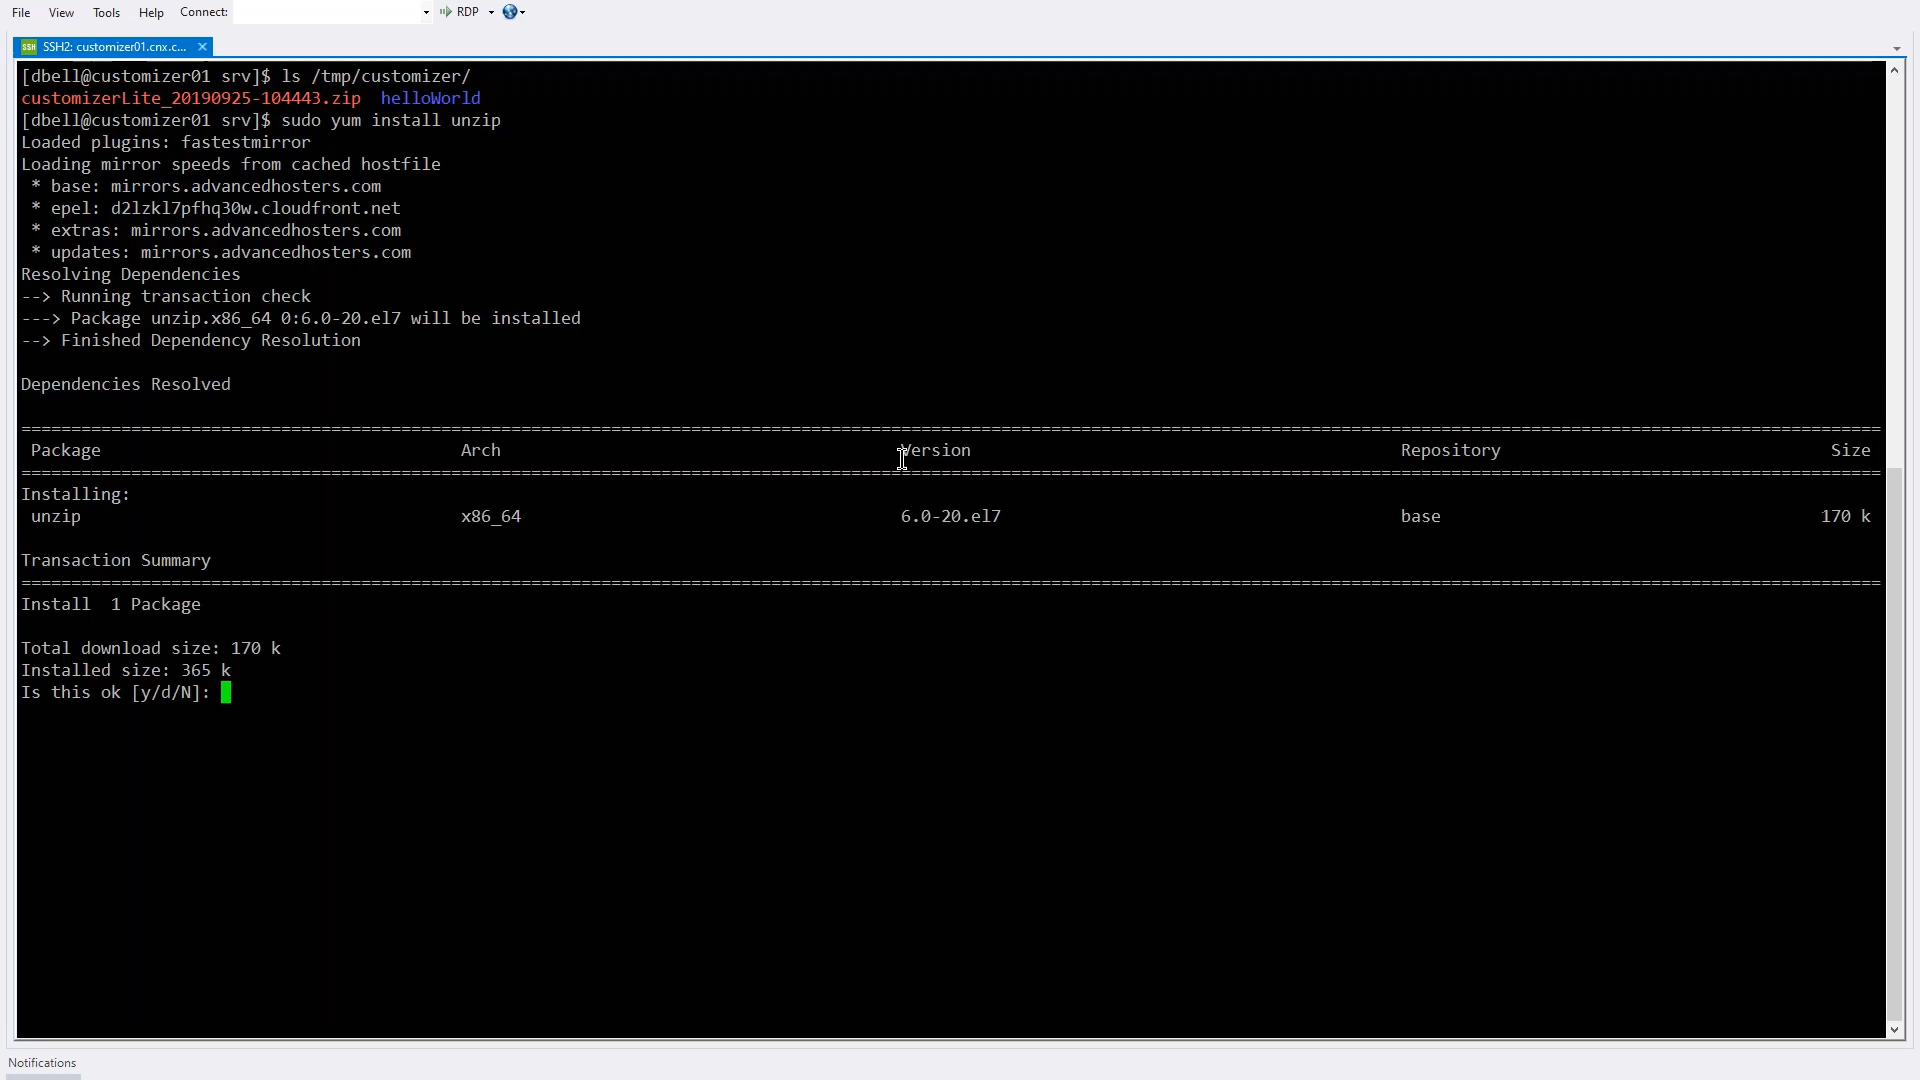 File View Tools Help Connect: RDP
SSH2: customizer01.cnx.c...
[dbell@customizer01 srv]$ ls /tmp/customizer/
customizerLite_20190925-104443.zip  helloWorld
[dbell@customizer01 srv]$ sudo yum install unzip
Loaded plugins: fastestmirror
Loading mirror speeds from cached hostfile
 * base: mirrors.advancedhosters.com
 * epel: d2lzkl7pfhq30w.cloudfront.net
 * extras: mirrors.advancedhosters.com
 * updates: mirrors.advancedhosters.com
Resolving Dependencies
--> Running transaction check
---> Package unzip.x86_64 0:6.0-20.el7 will be installed
--> Finished Dependency Resolution
Dependencies Resolved
Package Arch Version Repository Size
Installing:
unzip x86_64 6.0-20.el7 base 170 k
Transaction Summary
Install  1 Package
Total download size: 170 k
Installed size: 365 k
Is this ok [y/d/N]:
Notifications